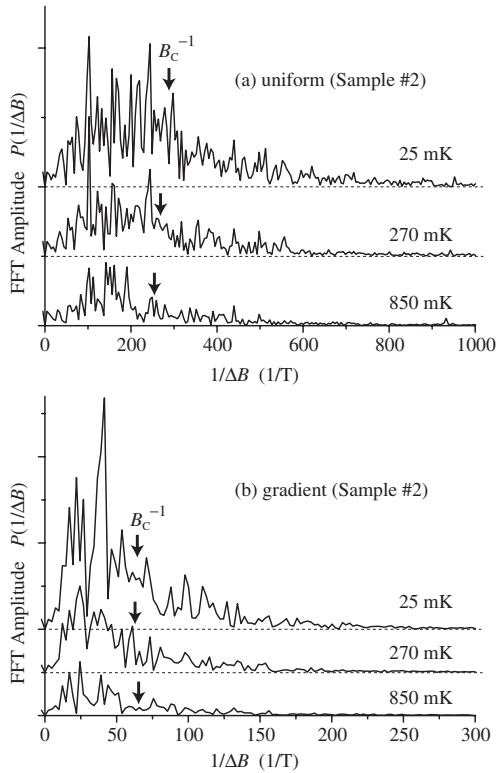 B_C^{-1}
(a) uniform (Sample #2)
25 mK
270 mK
850 mK
FFT Amplitude P(1/ΔB)
0 200 400 600 800 1000
1/ΔB (1/T)
(b) gradient (Sample #2)
B_C^{-1}
25 mK
270 mK
850 mK
FFT Amplitude P(1/ΔB)
0 50 100 150 200 250 300
1/ΔB (1/T)